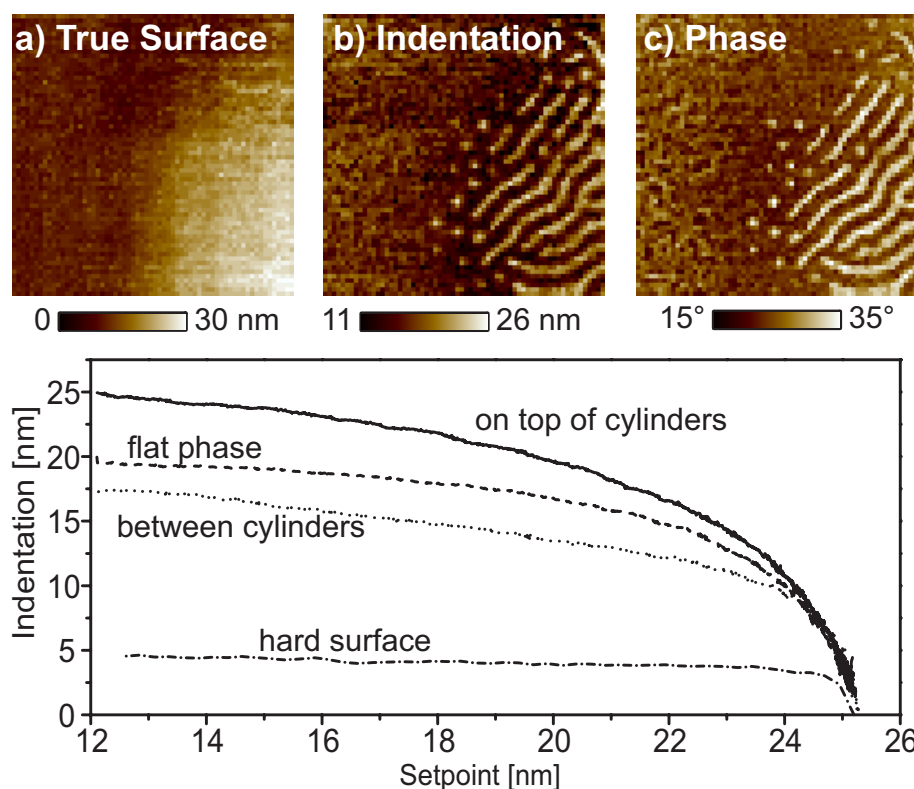 a) True Surface b) Indentation c) Phase
0 30 nm 11 26 nm 15° 35°
25
20
15
10
5
0
Indentation [nm]
on top of cylinders
flat phase
between cylinders
hard surface
12 14 16 18 20 22 24 26
Setpoint [nm]